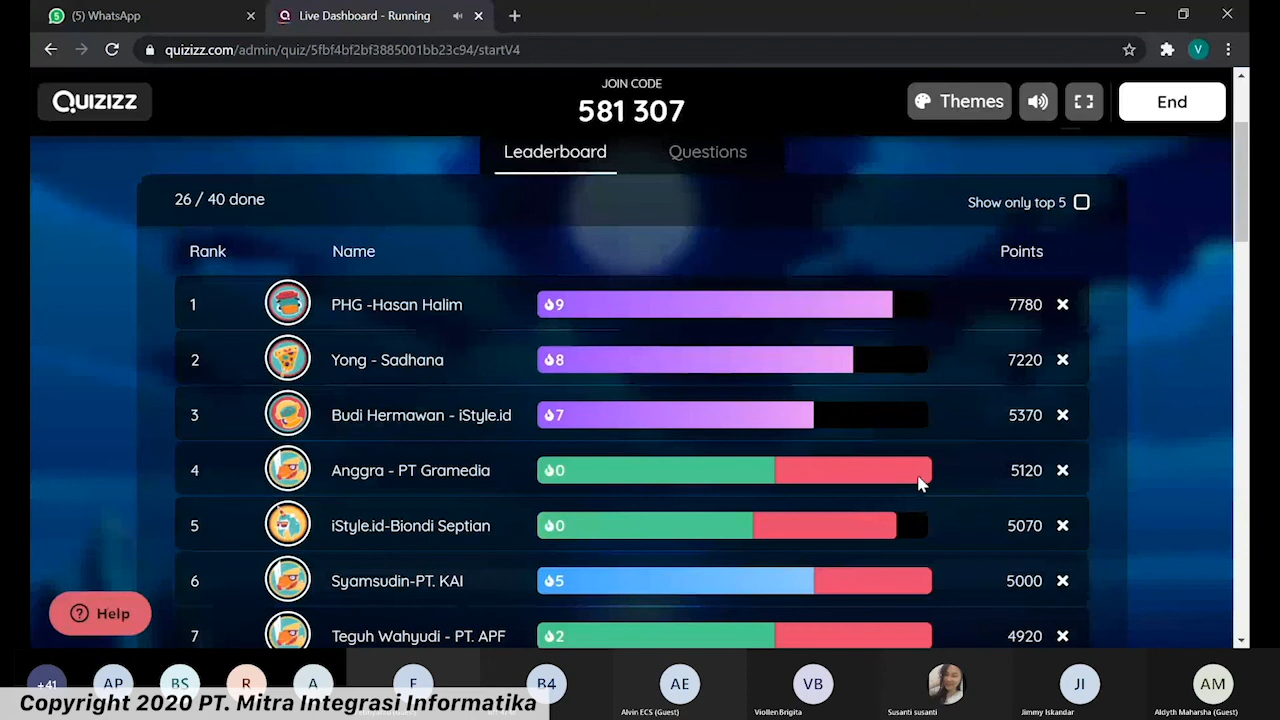 (5) WhatsApp
Live Dashboard - Running
quizizz.com/admin/quiz/5fbf4bf2bf3885001bb23c94/startV4
V
QUIZIZZ
JOIN CODE
581 307
Themes
End
Leaderboard
Questions
26 / 40 done
Show only top 5
Rank Name Points
1 PHG -Hasan Halim 9 7780
2 Yong - Sadhana 8 7220
3 Budi Hermawan - iStyle.id 7 5370
4 Anggra - PT Gramedia 0 5120
5 iStyle.id-Biondi Septian 0 5070
6 Syamsudin-PT. KAI 5 5000
7 Teguh Wahyudi - PT. APF 2 4920
Help
+41 AP BS R A F B4 AE VB JI AM
Alvin ECS (Guest) Viollen Brigita Susanti susanti Jimmy Iskandar Aldyth Maharsha (Guest)
Copyright 2020 PT. Mitra Integrasi Informatika